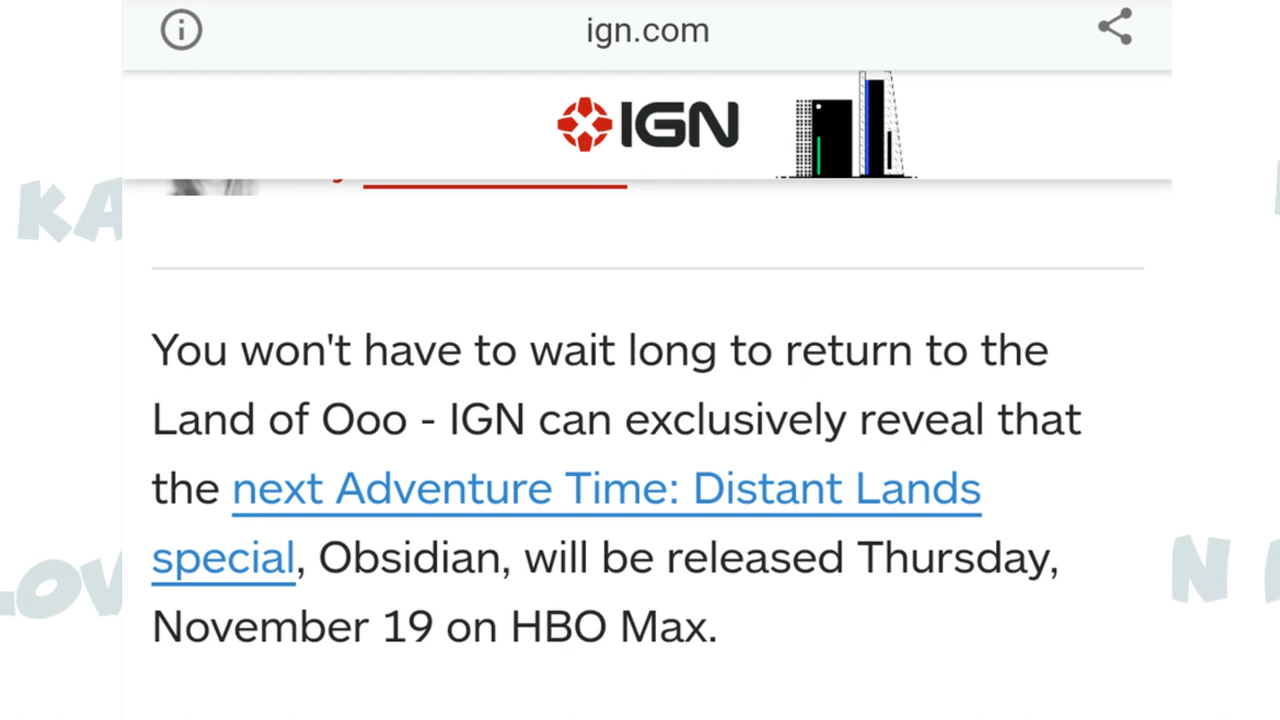 ign.com
IGN
KA
You won't have to wait long to return to the
Land of Ooo - IGN can exclusively reveal that
the next Adventure Time: Distant Lands
special, Obsidian, will be released Thursday,
November 19 on HBO Max.
LOV
N